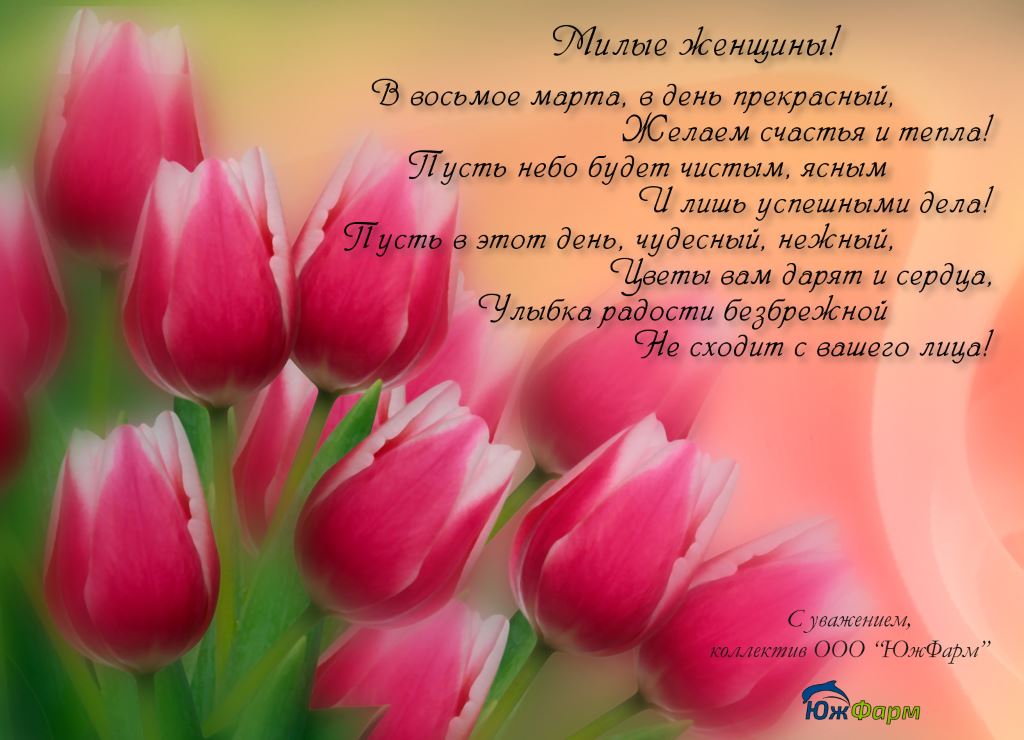 Милые женщины!
В восьмое марта, в день прекрасный,
Желаем счастья и тепла!
Пусть небо будет чистым, ясным
И лишь успешными дела!
Пусть в этот день, чудесный, нежный,
Цветы вам дарят и сердца,
Улыбка радости безбрежной
Не сходит с вашего лица!
С уважением,
коллектив ООО “ЮжФарм”
ЮжФарм